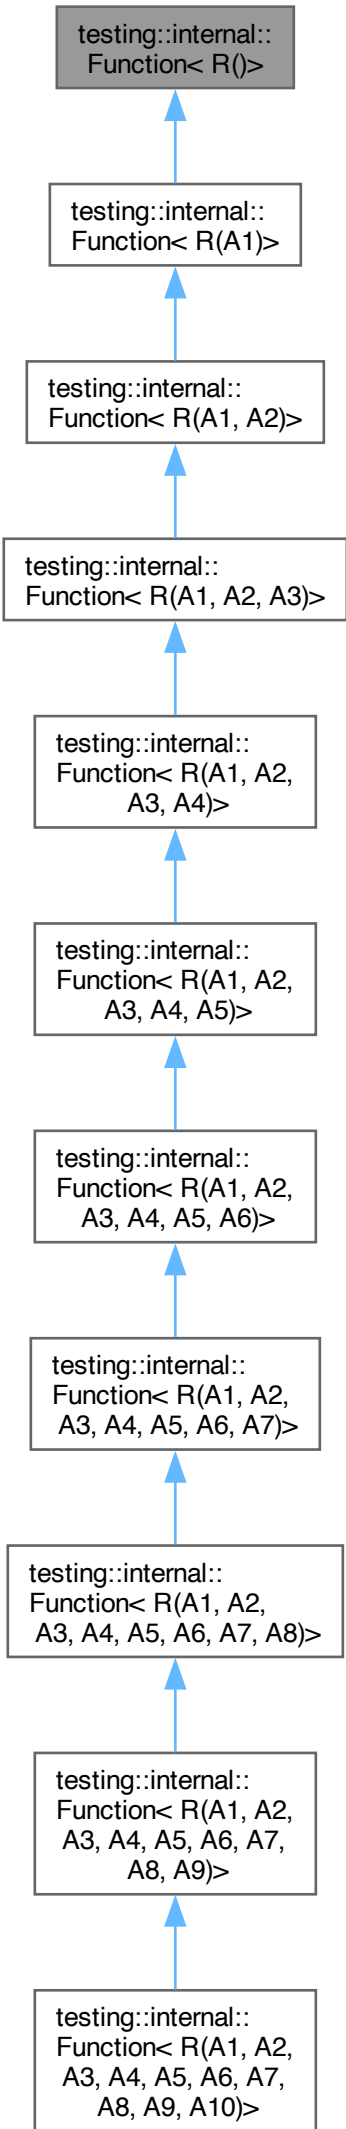 testing::internal::
Function< R()>
testing::internal::
Function< R(A1)>
testing::internal::
Function< R(A1, A2)>
testing::internal::
Function< R(A1, A2, A3)>
testing::internal::
Function< R(A1, A2,
A3, A4)>
testing::internal::
Function< R(A1, A2,
A3, A4, A5)>
testing::internal::
Function< R(A1, A2,
A3, A4, A5, A6)>
testing::internal::
Function< R(A1, A2,
A3, A4, A5, A6, A7)>
testing::internal::
Function< R(A1, A2,
A3, A4, A5, A6, A7, A8)>
testing::internal::
Function< R(A1, A2,
A3, A4, A5, A6, A7,
A8, A9)>
testing::internal::
Function< R(A1, A2,
A3, A4, A5, A6, A7,
A8, A9, A10)>